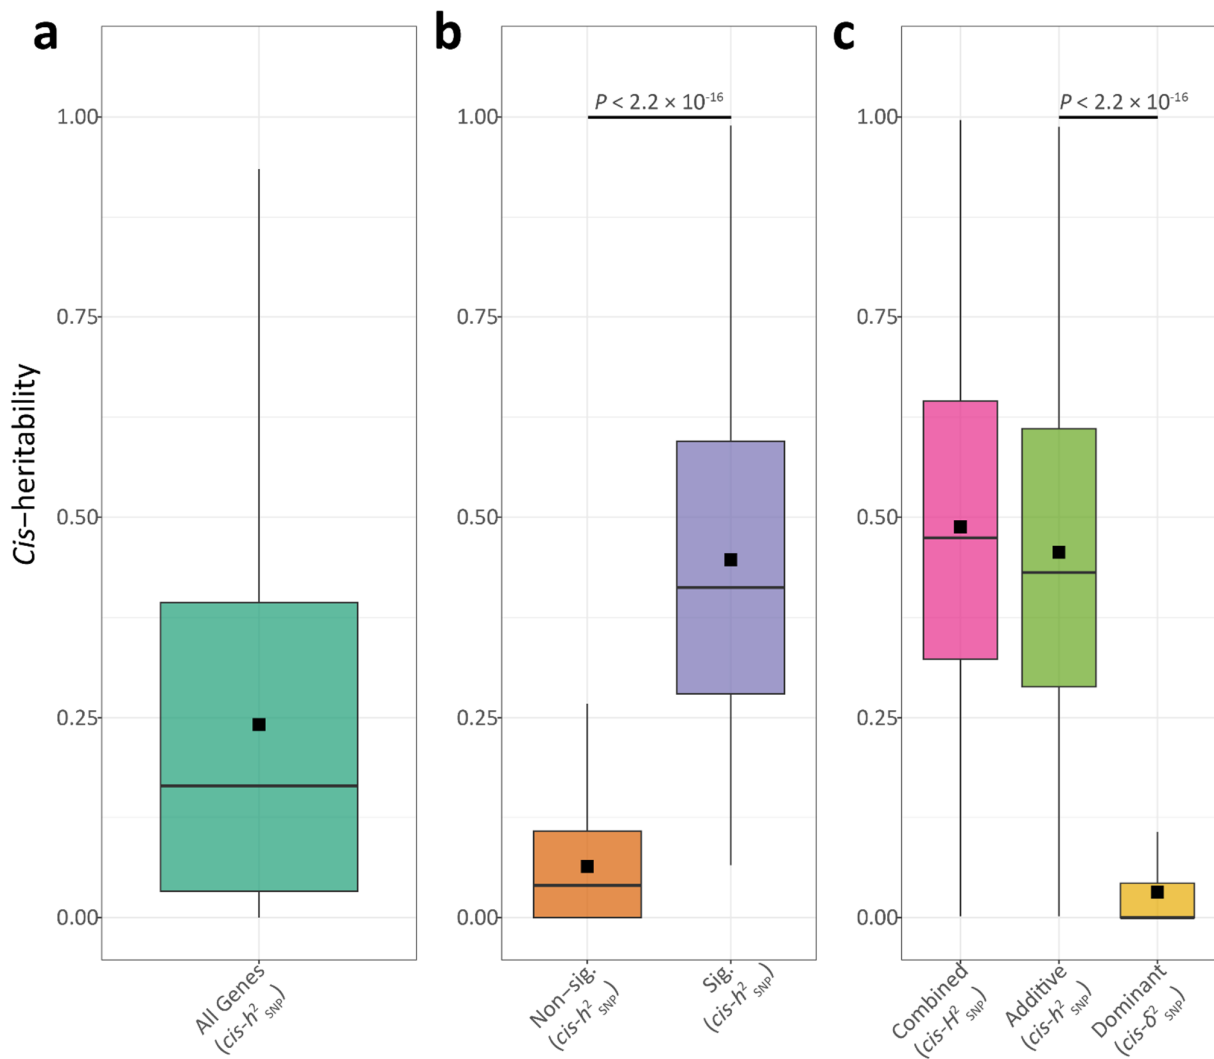 a
b
c
Cis−heritability
1.00
0.75
0.50
0.25
0.00
All Genes
(cis-h²SNP)
P < 2.2 × 10⁻¹⁶
1.00
0.75
0.50
0.25
0.00
Non−sig.
(cis-h²SNP)
Sig.
(cis-h²SNP)
P < 2.2 × 10⁻¹⁶
1.00
0.75
0.50
0.25
0.00
Combined
(cis-H²SNP)
Additive
(cis-h²SNP)
Dominant
(cis-δ²SNP)